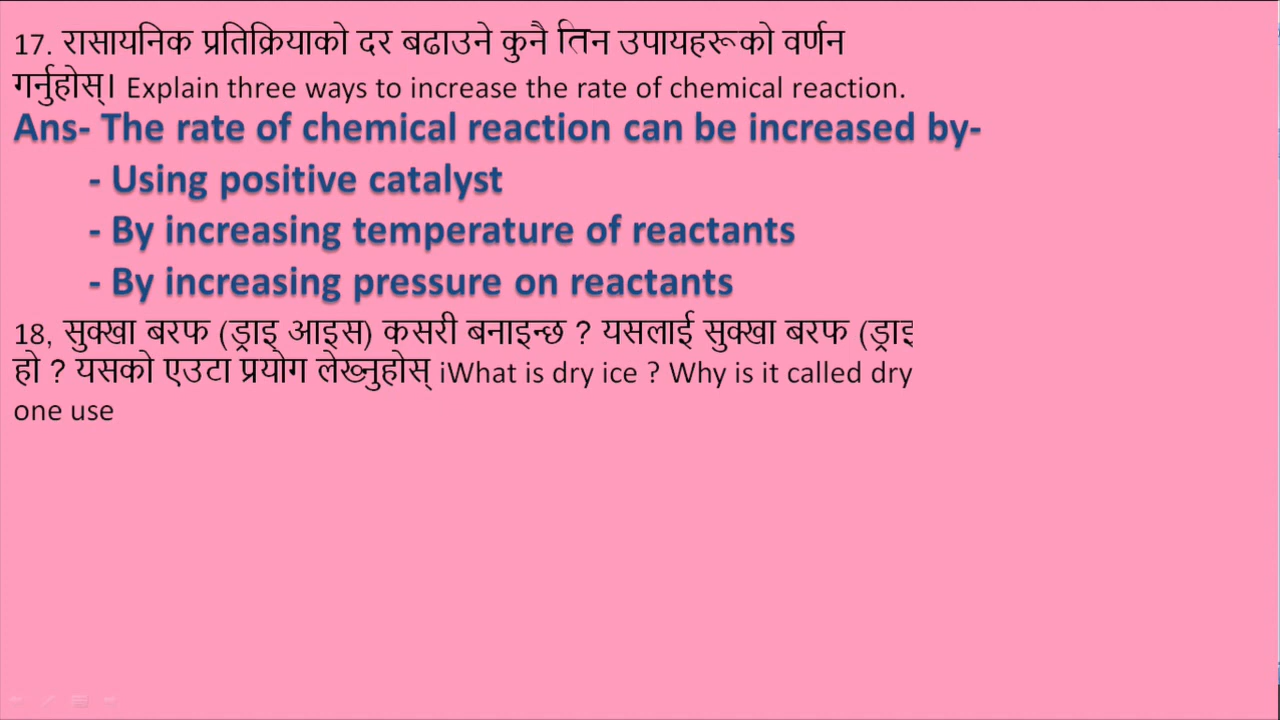 17. रासायनिक प्रतिक्रियाको दर बढाउने कुनै तिन उपायहरूको वर्णन
गर्नुहोस्। Explain three ways to increase the rate of chemical reaction.
Ans- The rate of chemical reaction can be increased by-
- Using positive catalyst
- By increasing temperature of reactants
- By increasing pressure on reactants
18, सुक्खा बरफ (ड्राइ आइस) कसरी बनाइन्छ ? यसलाई सुक्खा बरफ (ड्राइ
हो ? यसको एउटा प्रयोग लेख्नुहोस् iWhat is dry ice ? Why is it called dry
one use